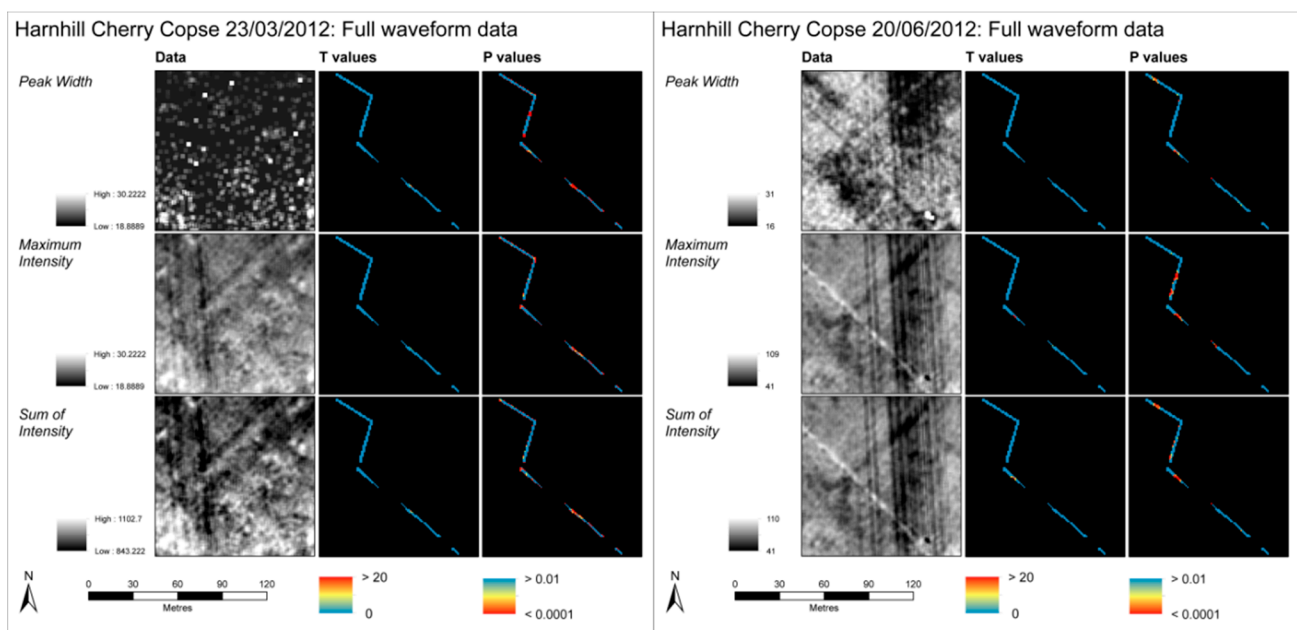 Harnhill Cherry Copse 23/03/2012: Full waveform data
Data
T values
P values
Peak Width
High : 30.2222
Low : 18.8889
Maximum
Intensity
High : 30.2222
Low : 18.8889
Sum of
Intensity
High : 1102.7
Low : 843.222
N
0 30 60 120
Metres
> 20
0
> 0.01
< 0.0001
Harnhill Cherry Copse 20/06/2012: Full waveform data
Data
T values
P values
Peak Width
31
16
Maximum
Intensity
109
41
Sum of
Intensity
110
41
N
0 30 60 120
Metres
> 20
0
> 0.01
< 0.0001